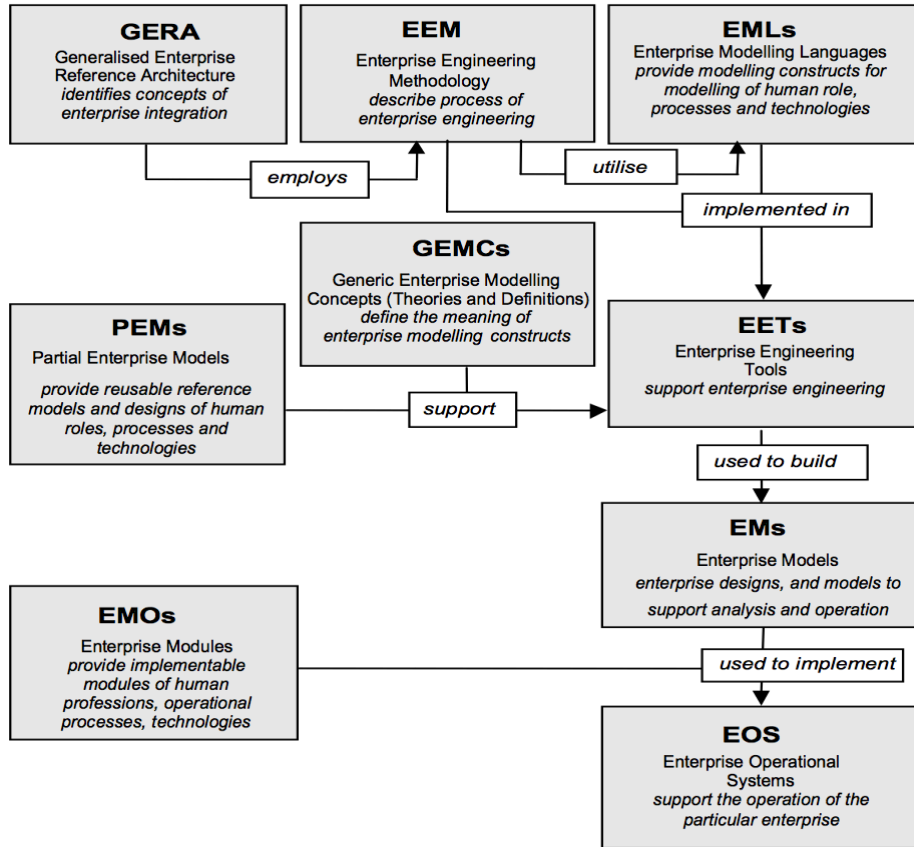 GERA
Generalised Enterprise
Reference Architecture
identifies concepts of
enterprise integration
EEM
Enterprise Engineering
Methodology
describe process of
enterprise engineering
EMLs
Enterprise Modelling Languages
provide modelling constructs for
modelling of human role,
processes and technologies
employs
utilise
implemented in
GEMCs
Generic Enterprise Modelling
Concepts (Theories and Definitions)
define the meaning of
enterprise modelling constructs
PEMs
Partial Enterprise Models
provide reusable reference
models and designs of human
roles, processes and
technologies
EETs
Enterprise Engineering
Tools
support enterprise engineering
support
used to build
EMs
Enterprise Models
enterprise designs, and models to
support analysis and operation
EMOs
Enterprise Modules
provide implementable
modules of human
professions, operational
processes, technologies
used to implement
EOS
Enterprise Operational
Systems
support the operation of the
particular enterprise